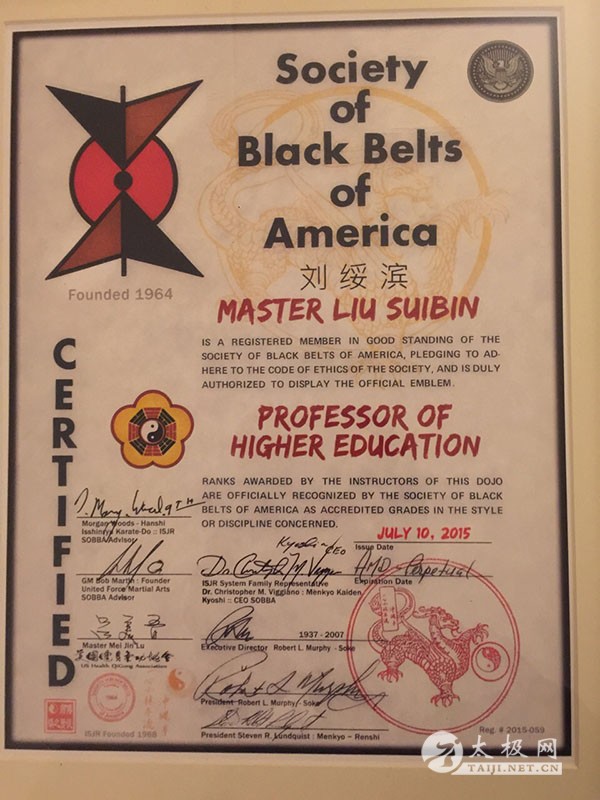 Society
of
Black Belts
of
America
Founded 1964
刘绥滨
MASTER LIU SUIBIN
IS A REGISTERED MEMBER IN GOOD STANDING OF THE
SOCIETY OF BLACK BELTS OF AMERICA, PLEDGING TO AD-
HERE TO THE CODE OF ETHICS OF THE SOCIETY, AND IS DULY
AUTHORIZED TO DISPLAY THE OFFICIAL EMBLEM.
CERTIFIED
PROFESSOR OF
HIGHER EDUCATION
RANKS AWARDED BY THE INSTRUCTORS OF THIS DOJO
ARE OFFICIALLY RECOGNIZED BY THE SOCIETY OF BLACK
BELTS OF AMERICA AS ACCREDITED GRADES IN THE STYLE
OR DISCIPLINE CONCERNED.
JULY 10, 2015
Issue Date
Morgan Woods - Hanshi
Isshinryu Karate-Do :: ISJR
SOBBA Advisor
Kyoshi CEO
Dr. Christopher M Viggiano
HMD - Perpetual
Expiration Date
ISJR System Family Representative
Dr. Christopher M. Viggiano : Menkyo Kaiden
Kyoshi :: CEO SOBBA
GM Bob Martin : Founder
United Force Martial Arts
SOBBA Advisor
1937 - 2007
Executive Director Robert L. Murphy - Soke
Master Mei Jin Lu
US Health QiGong Association
Robert L Murphy
President Robert L. Murphy/ Soke
President Steven R. Lundquist : Menkyo ~ Renshi
ISJR Founded 1988
Reg. # 2015-059
太极网
TAIJI.NET.CN